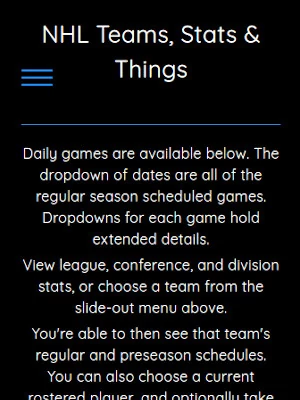 NHL Teams, Stats &
Things
Daily games are available below. The
dropdown of dates are all of the
regular season scheduled games.
Dropdowns for each game hold
extended details.
View league, conference, and division
stats, or choose a team from the
slide-out menu above.
You're able to then see that team's
regular and preseason schedules.
You can also choose a current
rostered player, and optionally take